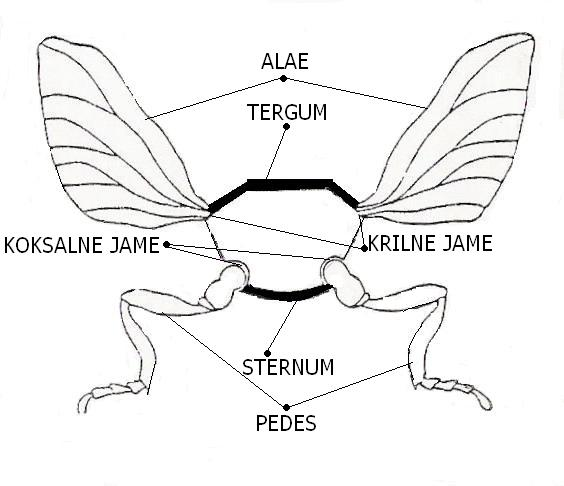 ALAE
TERGUM
KOKSALNE JAME
KRILNE JAME
STERNUM
PEDES